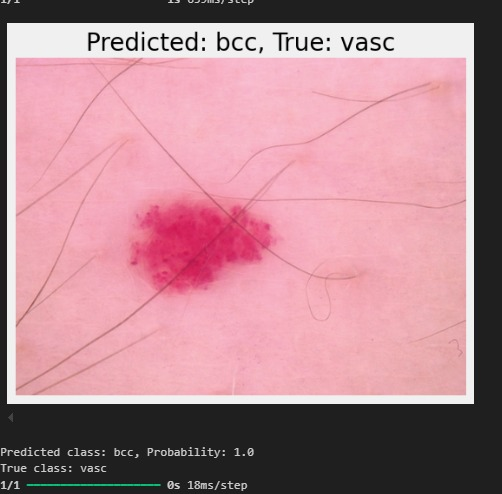 Predicted: bcc, True: vasc
Predicted class: bcc, Probability: 1.0
True class: vasc
1/1 ━━━━━━━━━━━━━━━━━━━━ 0s 18ms/step